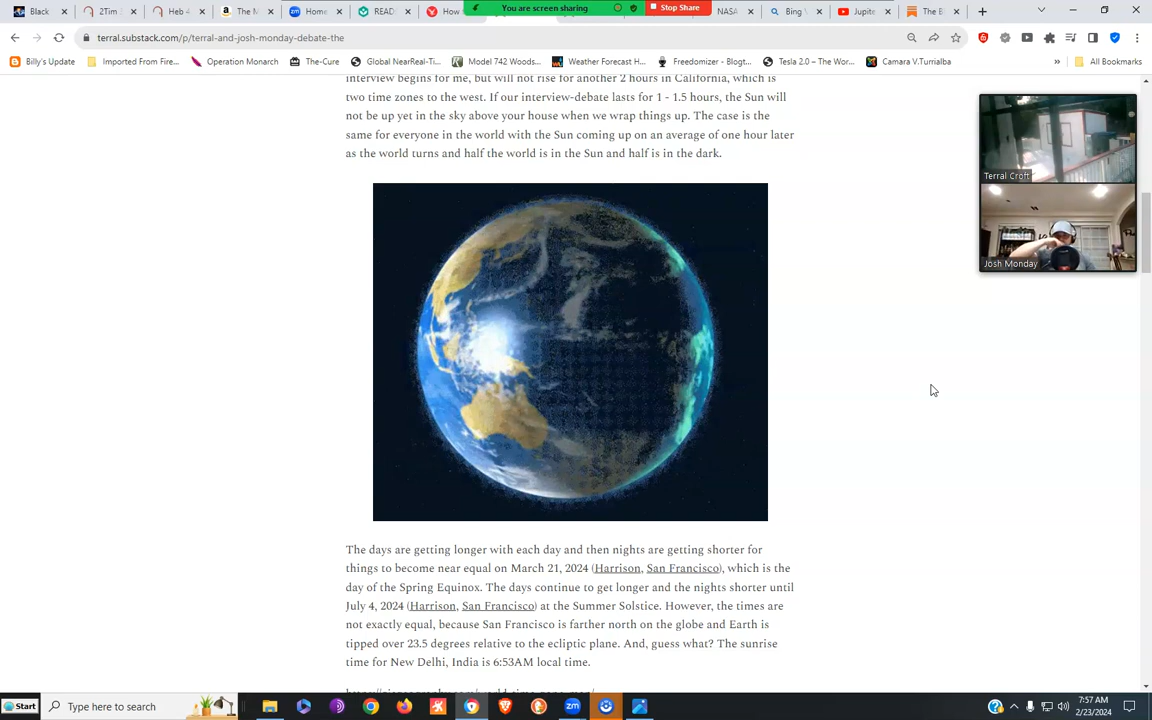 Black
2Tim
Heb 4
The M
Home
READ
How
You are screen sharing
Stop Share
NASA
Bing V
Jupite
The B
terral.substack.com/p/terral-and-josh-monday-debate-the
Billy's Update
Imported From Fire...
Operation Monarch
The-Cure
Global NearReal-Ti...
Model 742 Woods...
Weather Forecast H...
Freedomizer - Blogt...
Tesla 2.0 – The Wor...
Camara V.Turrialba
»
All Bookmarks
interview begins for me, but will not rise for another 2 hours in California, which is
two time zones to the west. If our interview-debate lasts for 1 - 1.5 hours, the Sun will
not be up yet in the sky above your house when we wrap things up. The case is the
same for everyone in the world with the Sun coming up on an average of one hour later
as the world turns and half the world is in the Sun and half is in the dark.
Terral Croft
Josh Monday
The days are getting longer with each day and then nights are getting shorter for
things to become near equal on March 21, 2024 (Harrison, San Francisco), which is the
day of the Spring Equinox. The days continue to get longer and the nights shorter until
July 4, 2024 (Harrison, San Francisco) at the Summer Solstice. However, the times are
not exactly equal, because San Francisco is farther north on the globe and Earth is
tipped over 23.5 degrees relative to the ecliptic plane. And, guess what? The sunrise
time for New Delhi, India is 6:53AM local time.
Start
Type here to search
7:57 AM
2/23/2024